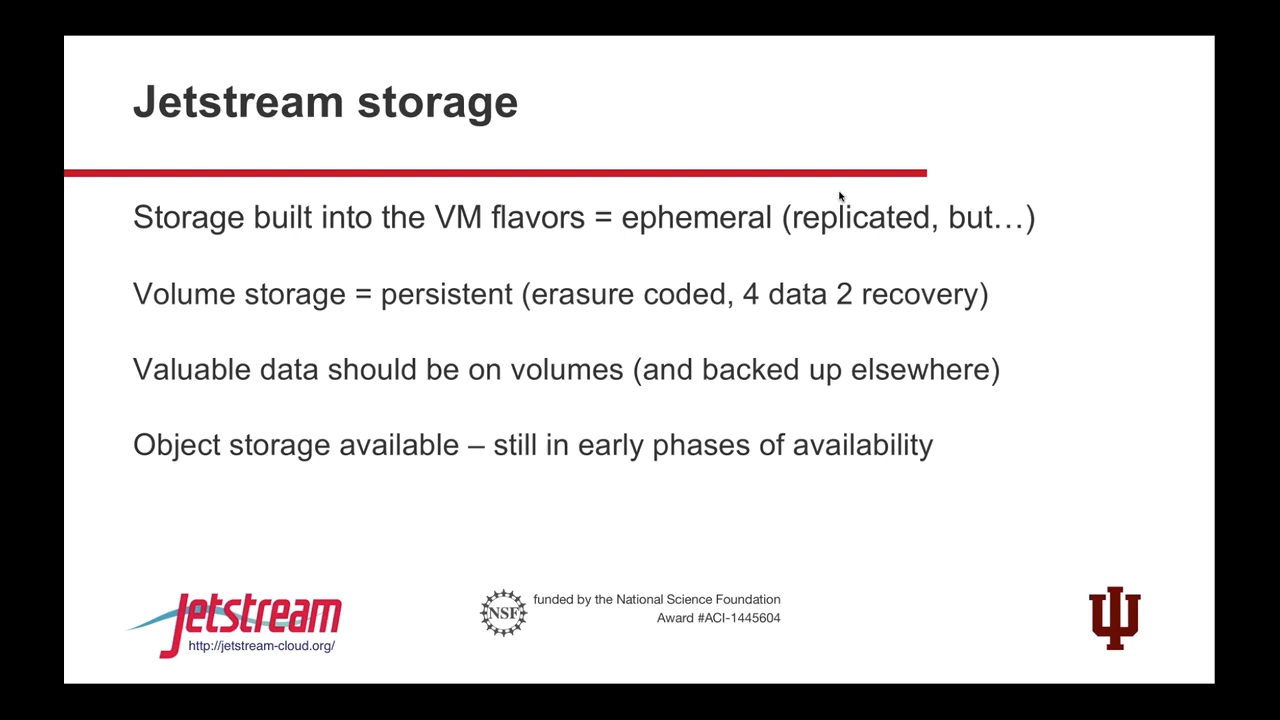 Jetstream storage
Storage built into the VM flavors = ephemeral (replicated, but…)
Volume storage = persistent (erasure coded, 4 data 2 recovery)
Valuable data should be on volumes (and backed up elsewhere)
Object storage available – still in early phases of availability
Jetstream
http://jetstream-cloud.org/
NSF
funded by the National Science Foundation
Award #ACI-1445604